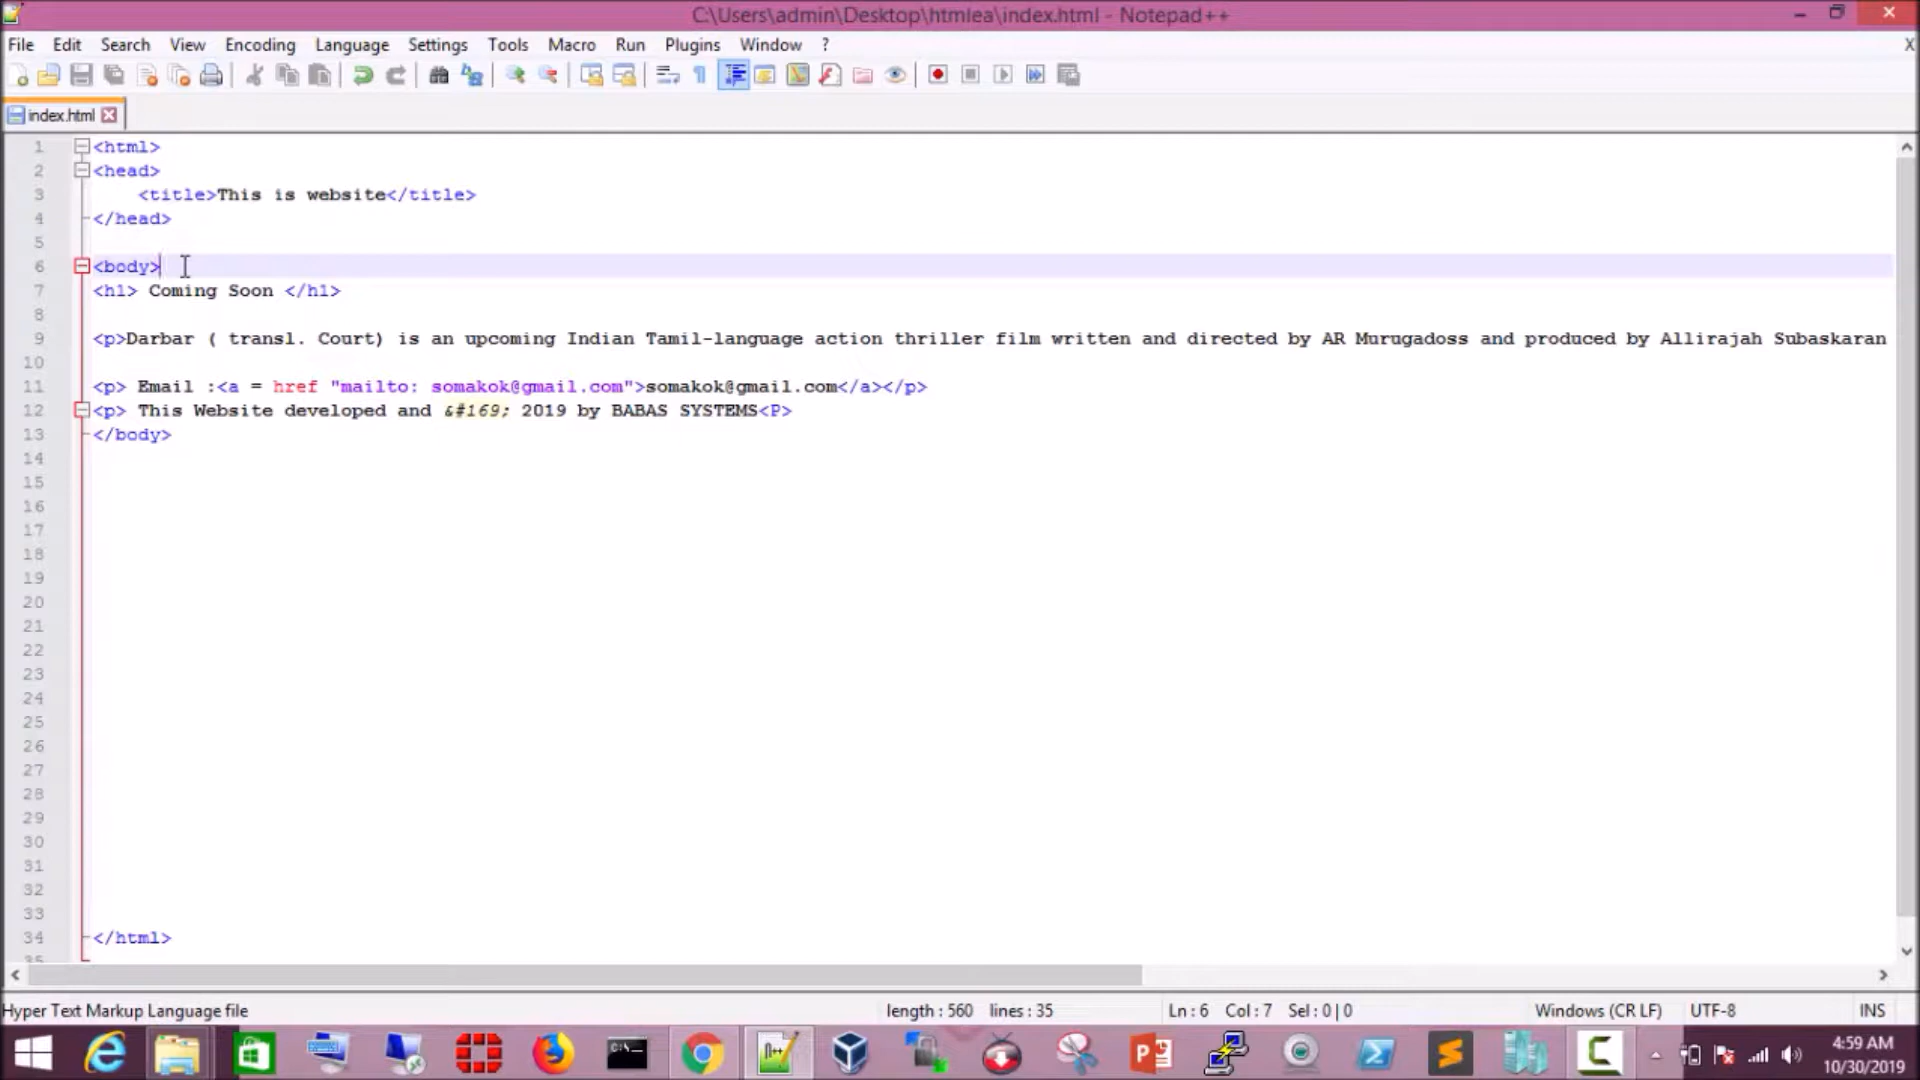 C:\Users\admin\Desktop\htmlea\index.html - Notepad++
File Edit Search View Encoding Language Settings Tools Macro Run Plugins Window ? X
index.html
1 <html>
2 <head>
3 <title>This is website</title>
4 </head>
5
6 <body>
7 <h1> Coming Soon </h1>
8
9 <p>Darbar ( transl. Court) is an upcoming Indian Tamil-language action thriller film written and directed by AR Murugadoss and produced by Allirajah Subaskaran
10
11 <p> Email :<a = href "mailto: somakok@gmail.com">somakok@gmail.com</a></p>
12 <p> This Website developed and &#169; 2019 by BABAS SYSTEMS<P>
13 </body>
14
15
16
17
18
19
20
21
22
23
24
25
26
27
28
29
30
31
32
33
34 </html>
35
Hyper Text Markup Language file length : 560 lines : 35 Ln : 6 Col : 7 Sel : 0 | 0 Windows (CR LF) UTF-8 INS
4:59 AM
10/30/2019